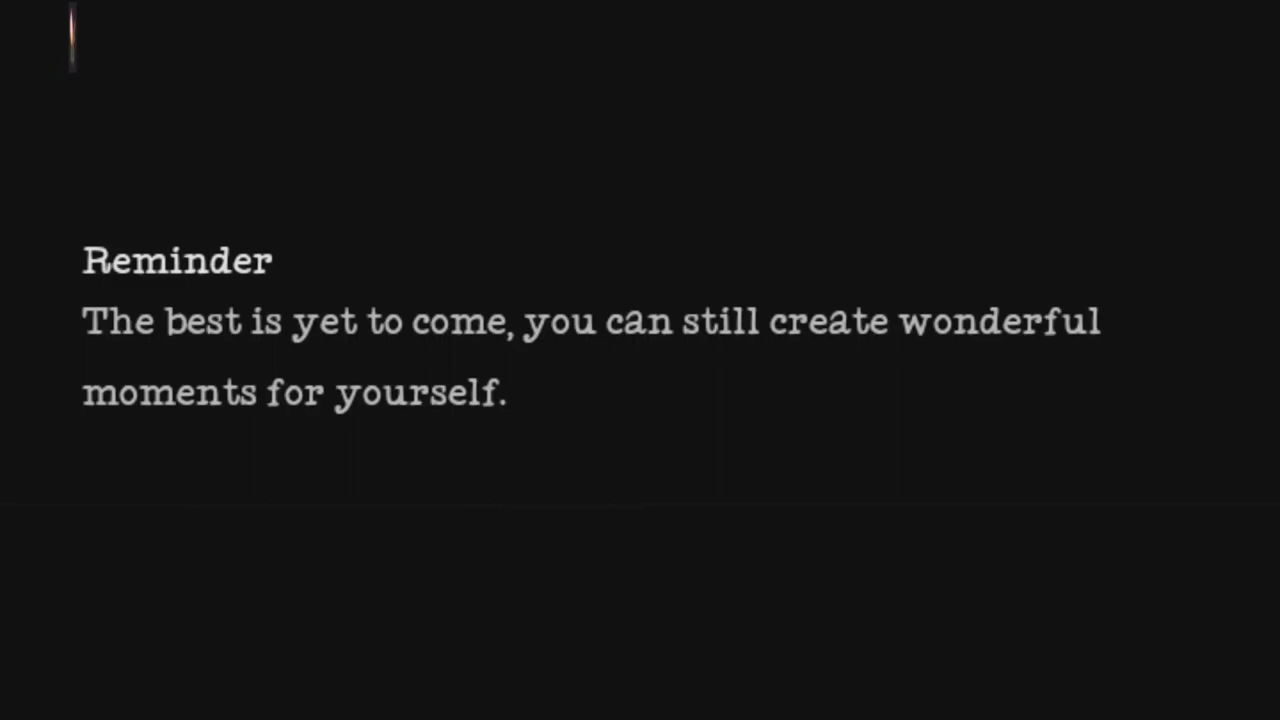 Reminder
The best is yet to come, you can still create wonderful
moments for yourself.